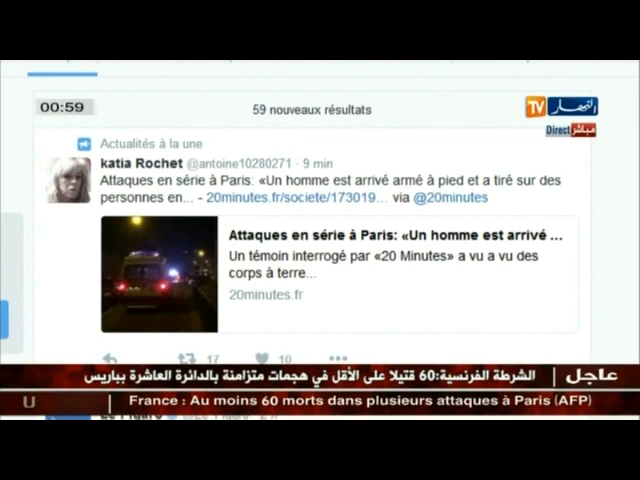 00:59
59 nouveaux résultats
TV النهار
Direct مباشر
Actualités à la une
katia Rochet @antoine10280271 · 9 min
Attaques en série à Paris: «Un homme est arrivé armé à pied et a tiré sur des
personnes en... - 20minutes.fr/societe/173019... via @20minutes
Attaques en série à Paris: «Un homme est arrivé ...
Un témoin interrogé par «20 Minutes» a vu a vu des
corps à terre...
20minutes.fr
17
10
عاجل
الشرطة الفرنسية:60 قتيلا على الأقل في هجمات متزامنة بالدائرة العاشرة بباريس
U
France : Au moins 60 morts dans plusieurs attaques à Paris (AFP)